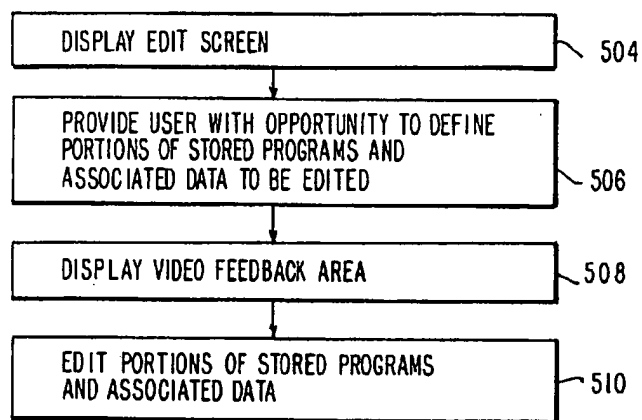 DISPLAY EDIT SCREEN
504
PROVIDE USER WITH OPPORTUNITY TO DEFINE
PORTIONS OF STORED PROGRAMS AND
ASSOCIATED DATA TO BE EDITED
506
DISPLAY VIDEO FEEDBACK AREA
508
EDIT PORTIONS OF STORED PROGRAMS
AND ASSOCIATED DATA
510